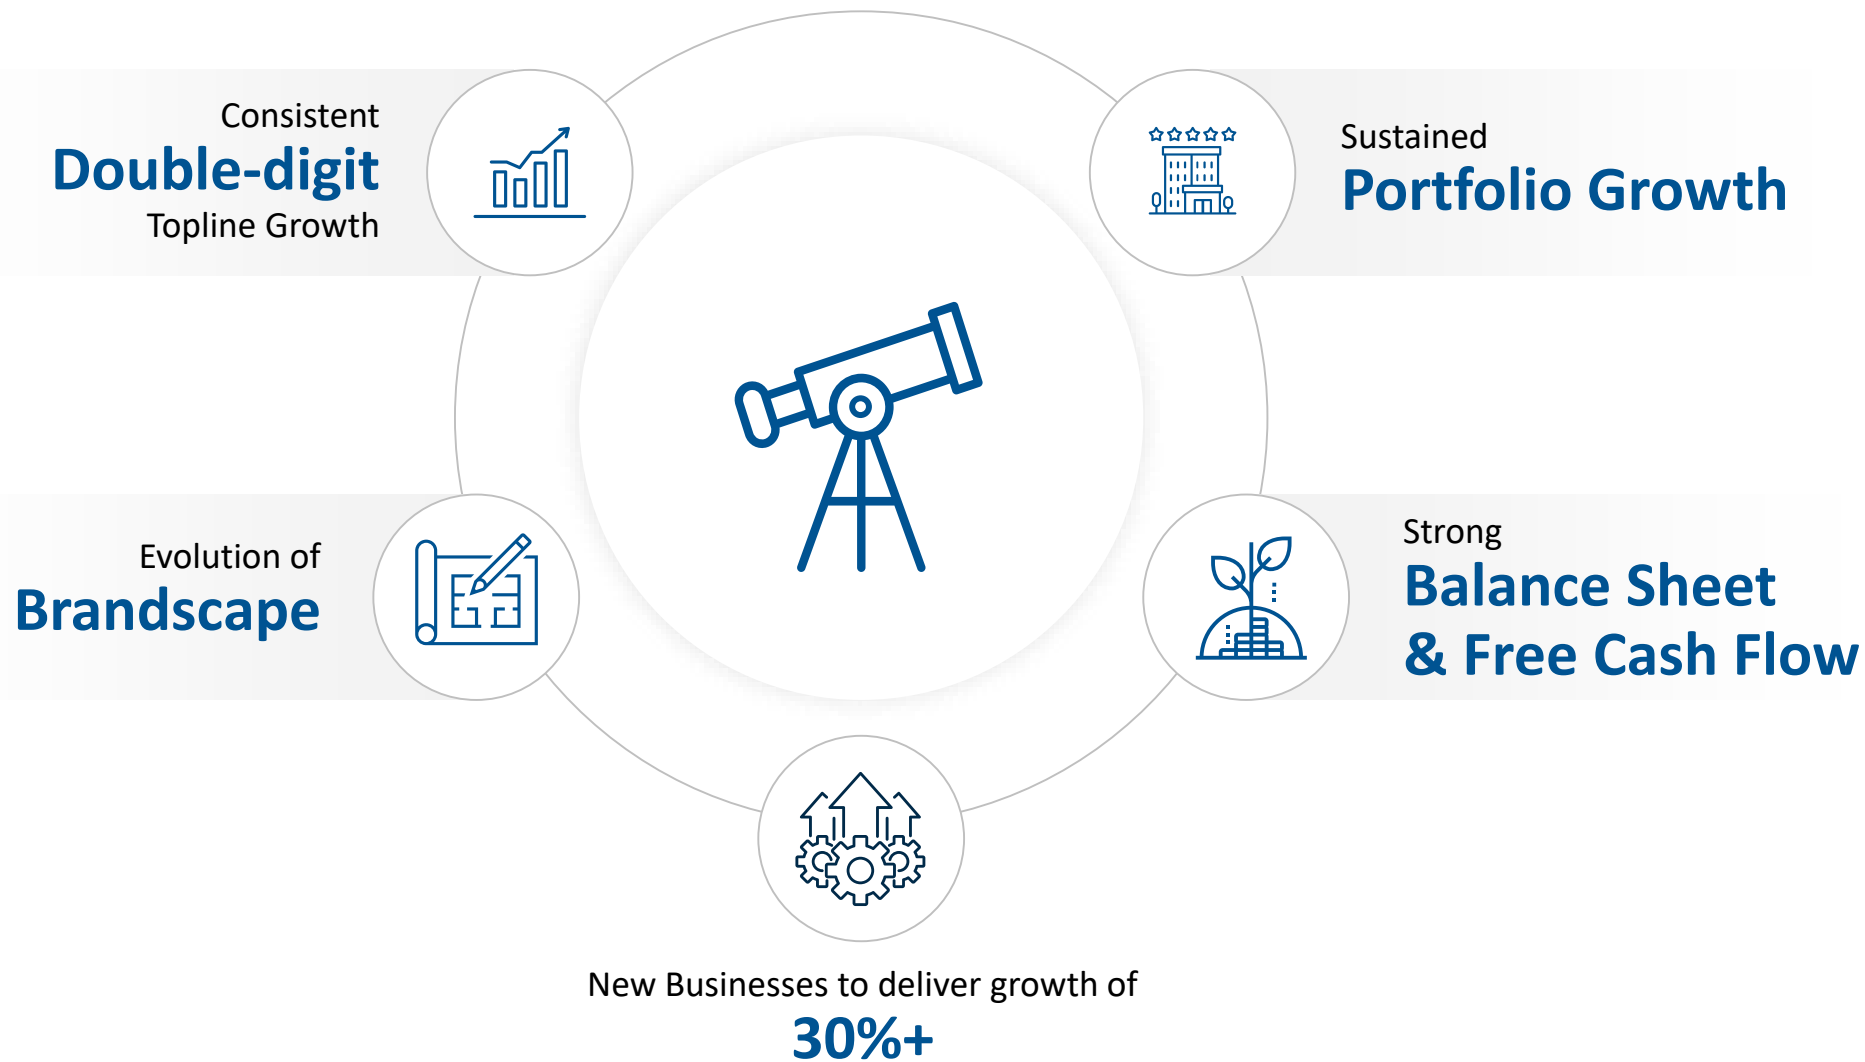 Consistent
Double-digit
Topline Growth
Sustained
Portfolio Growth
Evolution of
Brandscape
Strong
Balance Sheet
& Free Cash Flow
New Businesses to deliver growth of
30%+